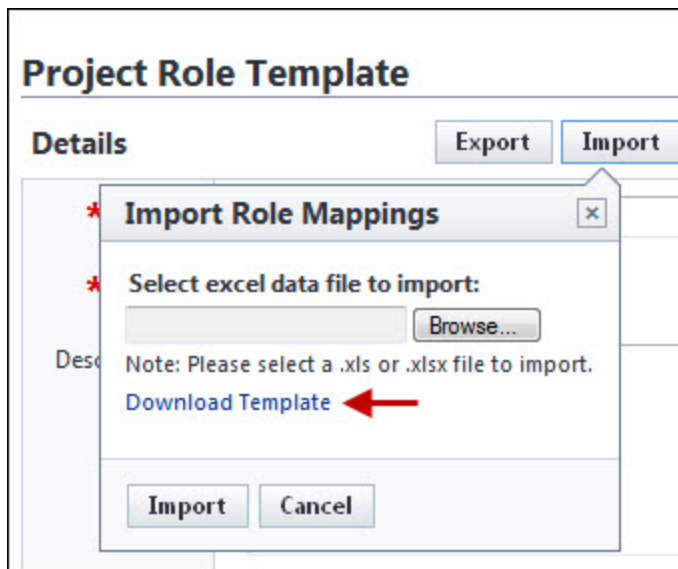 Project Role Template
Details
Export
Import
*
Import Role Mappings
*
Select excel data file to import:
Browse...
Desc
Note: Please select a .xls or .xlsx file to import.
Download Template
Import
Cancel